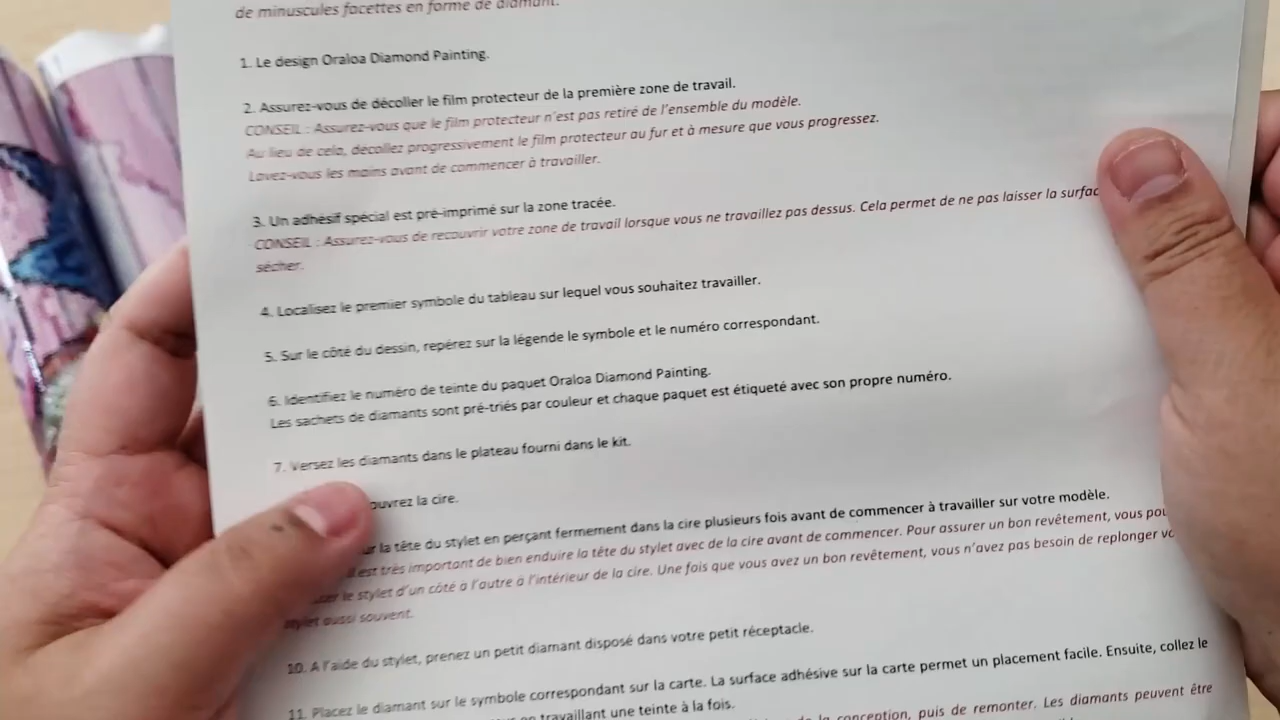 de minuscules facettes en forme de diamant.
1. Le design Oraloa Diamond Painting.
2. Assurez-vous de décoller le film protecteur de la première zone de travail.
CONSEIL : Assurez-vous que le film protecteur n'est pas retiré de l'ensemble du modèle.
Au lieu de cela, décollez progressivement le film protecteur au fur et à mesure que vous progressez.
Lavez-vous les mains avant de commencer à travailler.
3. Un adhésif spécial est pré-imprimé sur la zone tracée.
CONSEIL : Assurez-vous de recouvrir votre zone de travail lorsque vous ne travaillez pas dessus. Cela permet de ne pas laisser la surfac
sécher.
4. Localisez le premier symbole du tableau sur lequel vous souhaitez travailler.
5. Sur le côté du dessin, repérez sur la légende le symbole et le numéro correspondant.
6. Identifiez le numéro de teinte du paquet Oraloa Diamond Painting.
Les sachets de diamants sont pré-triés par couleur et chaque paquet est étiqueté avec son propre numéro.
7. Versez les diamants dans le plateau fourni dans le kit.
ouvrez la cire.
la tête du stylet en perçant fermement dans la cire plusieurs fois avant de commencer à travailler sur votre modèle.
est très important de bien enduire la tête du stylet avec de la cire avant de commencer. Pour assurer un bon revêtement, vous pou
le stylet d'un côté à l'autre à l'intérieur de la cire. Une fois que vous avez un bon revêtement, vous n'avez pas besoin de replonger vo
stylet aussi souvent.
10. A l'aide du stylet, prenez un petit diamant disposé dans votre petit réceptacle.
11. Placez le diamant sur le symbole correspondant sur la carte. La surface adhésive sur la carte permet un placement facile. Ensuite, collez le
en travaillant une teinte à la fois.
de la conception, puis de remonter. Les diamants peuvent être